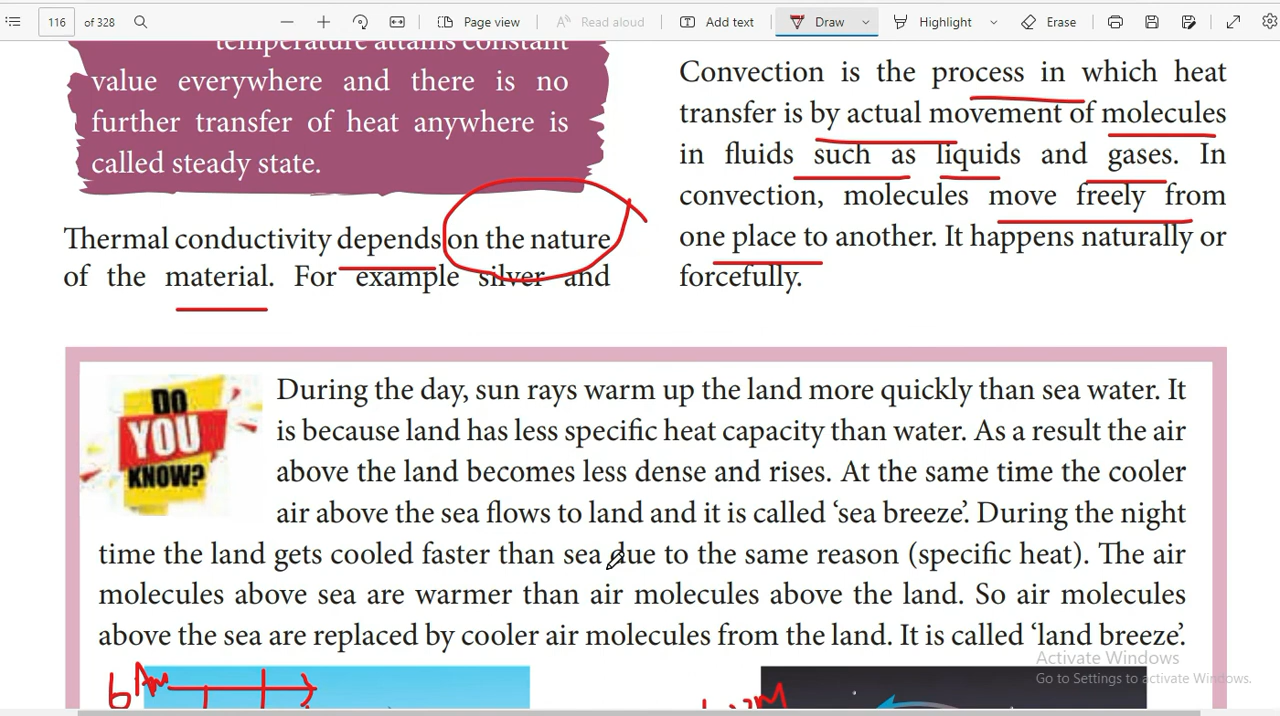 116 of 328 Page view Read aloud Add text Draw Highlight Erase
temperature attains constant
value everywhere and there is no
further transfer of heat anywhere is
called steady state.
Thermal conductivity depends on the nature
of the material. For example silver and
Convection is the process in which heat
transfer is by actual movement of molecules
in fluids such as liquids and gases. In
convection, molecules move freely from
one place to another. It happens naturally or
forcefully.
DO
YOU
KNOW?
During the day, sun rays warm up the land more quickly than sea water. It
is because land has less specific heat capacity than water. As a result the air
above the land becomes less dense and rises. At the same time the cooler
air above the sea flows to land and it is called ‘sea breeze’. During the night
time the land gets cooled faster than sea due to the same reason (specific heat). The air
molecules above sea are warmer than air molecules above the land. So air molecules
above the sea are replaced by cooler air molecules from the land. It is called ‘land breeze’.
6 Am
Activate Windows
Go to Settings to activate Windows.